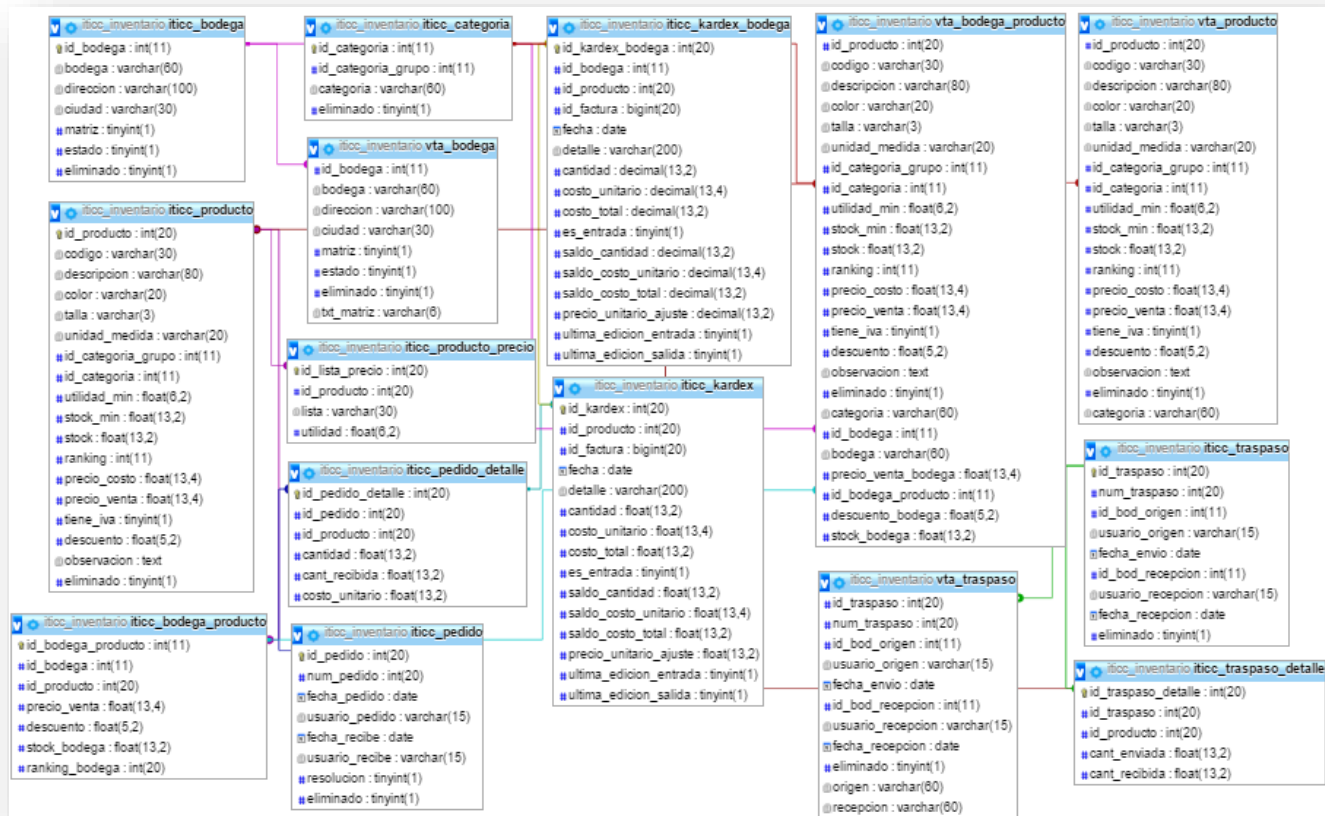 iticc_inventario iticc_bodega
id_bodega : int(11)
bodega : varchar(60)
direccion : varchar(100)
ciudad : varchar(30)
matriz : tinyint(1)
estado : tinyint(1)
eliminado : tinyint(1)
iticc_inventario iticc_categoria
id_categoria : int(11)
id_categoria_grupo : int(11)
categoria : varchar(60)
eliminado : tinyint(1)
iticc_inventario vta_bodega
id_bodega : int(11)
bodega : varchar(60)
direccion : varchar(100)
ciudad : varchar(30)
matriz : tinyint(1)
estado : tinyint(1)
eliminado : tinyint(1)
txt_matriz : varchar(6)
iticc_inventario iticc_producto
id_producto : int(20)
codigo : varchar(30)
descripcion : varchar(80)
color : varchar(20)
talla : varchar(3)
unidad_medida : varchar(20)
id_categoria_grupo : int(11)
id_categoria : int(11)
utilidad_min : float(6,2)
stock_min : float(13,2)
stock : float(13,2)
ranking : int(11)
precio_costo : float(13,4)
precio_venta : float(13,4)
tiene_iva : tinyint(1)
descuento : float(5,2)
observacion : text
eliminado : tinyint(1)
iticc_inventario iticc_producto_precio
id_lista_precio : int(20)
id_producto : int(20)
lista : varchar(30)
utilidad : float(6,2)
iticc_inventario iticc_pedido_detalle
id_pedido_detalle : int(20)
id_pedido : int(20)
id_producto : int(20)
cantidad : float(13,2)
cant_recibida : float(13,2)
costo_unitario : float(13,2)
iticc_inventario iticc_bodega_producto
id_bodega_producto : int(11)
id_bodega : int(11)
id_producto : int(20)
precio_venta : float(13,4)
descuento : float(5,2)
stock_bodega : float(13,2)
ranking_bodega : int(20)
iticc_inventario iticc_pedido
id_pedido : int(20)
num_pedido : int(20)
fecha_pedido : date
usuario_pedido : varchar(15)
fecha_recibe : date
usuario_recibe : varchar(15)
resolucion : tinyint(1)
eliminado : tinyint(1)
iticc_inventario iticc_kardex_bodega
id_kardex_bodega : int(20)
id_bodega : int(11)
id_producto : int(20)
id_factura : bigint(20)
fecha : date
detalle : varchar(200)
cantidad : decimal(13,2)
costo_unitario : decimal(13,4)
costo_total : decimal(13,2)
es_entrada : tinyint(1)
saldo_cantidad : decimal(13,2)
saldo_costo_unitario : decimal(13,4)
saldo_costo_total : decimal(13,2)
precio_unitario_ajuste : decimal(13,2)
ultima_edicion_entrada : tinyint(1)
ultima_edicion_salida : tinyint(1)
iticc_inventario iticc_kardex
id_kardex : int(20)
id_producto : int(20)
id_factura : bigint(20)
fecha : date
detalle : varchar(200)
cantidad : float(13,2)
costo_unitario : float(13,4)
costo_total : float(13,2)
es_entrada : tinyint(1)
saldo_cantidad : float(13,2)
saldo_costo_unitario : float(13,4)
saldo_costo_total : float(13,2)
precio_unitario_ajuste : float(13,2)
ultima_edicion_entrada : tinyint(1)
ultima_edicion_salida : tinyint(1)
iticc_inventario vta_bodega_producto
id_producto : int(20)
codigo : varchar(30)
descripcion : varchar(80)
color : varchar(20)
talla : varchar(3)
unidad_medida : varchar(20)
id_categoria_grupo : int(11)
id_categoria : int(11)
utilidad_min : float(6,2)
stock_min : float(13,2)
stock : float(13,2)
ranking : int(11)
precio_costo : float(13,4)
precio_venta : float(13,4)
tiene_iva : tinyint(1)
descuento : float(5,2)
observacion : text
eliminado : tinyint(1)
categoria : varchar(60)
id_bodega : int(11)
bodega : varchar(60)
precio_venta_bodega : float(13,4)
id_bodega_producto : int(11)
descuento_bodega : float(5,2)
stock_bodega : float(13,2)
iticc_inventario vta_producto
id_producto : int(20)
codigo : varchar(30)
descripcion : varchar(80)
color : varchar(20)
talla : varchar(3)
unidad_medida : varchar(20)
id_categoria_grupo : int(11)
id_categoria : int(11)
utilidad_min : float(6,2)
stock_min : float(13,2)
stock : float(13,2)
ranking : int(11)
precio_costo : float(13,4)
precio_venta : float(13,4)
tiene_iva : tinyint(1)
descuento : float(5,2)
observacion : text
eliminado : tinyint(1)
categoria : varchar(60)
iticc_inventario iticc_traspaso
id_traspaso : int(20)
num_traspaso : int(20)
id_bod_origen : int(11)
usuario_origen : varchar(15)
fecha_envio : date
id_bod_recepcion : int(11)
usuario_recepcion : varchar(15)
fecha_recepcion : date
eliminado : tinyint(1)
iticc_inventario vta_traspaso
id_traspaso : int(20)
num_traspaso : int(20)
id_bod_origen : int(11)
usuario_origen : varchar(15)
fecha_envio : date
id_bod_recepcion : int(11)
usuario_recepcion : varchar(15)
fecha_recepcion : date
eliminado : tinyint(1)
origen : varchar(60)
recepcion : varchar(60)
iticc_inventario iticc_traspaso_detalle
id_traspaso_detalle : int(20)
id_traspaso : int(20)
id_producto : int(20)
cant_enviada : float(13,2)
cant_recibida : float(13,2)